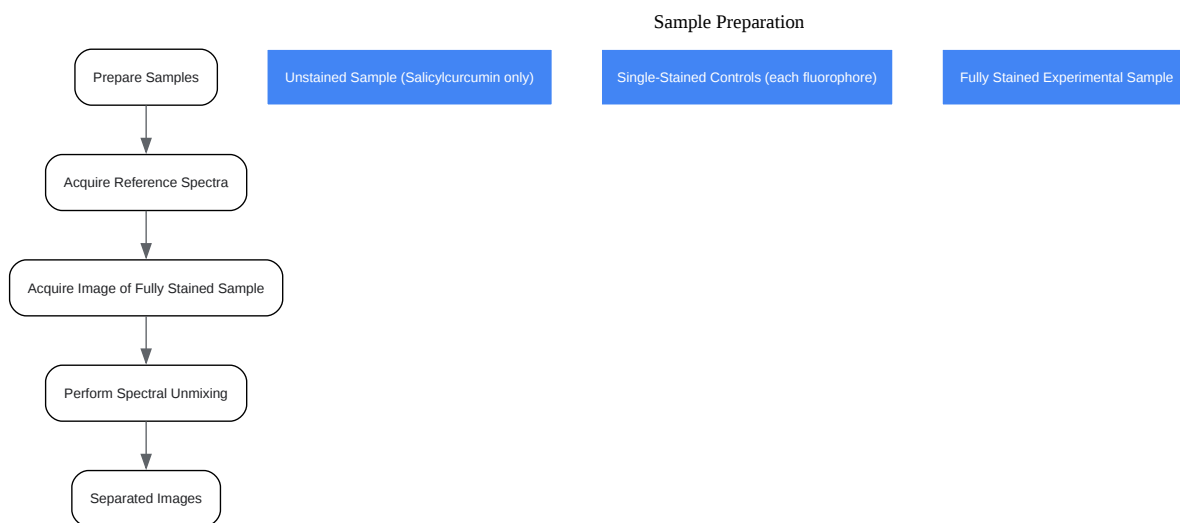 Sample Preparation
Prepare Samples
Unstained Sample (Salicylcurcumin only)
Single-Stained Controls (each fluorophore)
Fully Stained Experimental Sample
Acquire Reference Spectra
Acquire Image of Fully Stained Sample
Perform Spectral Unmixing
Separated Images